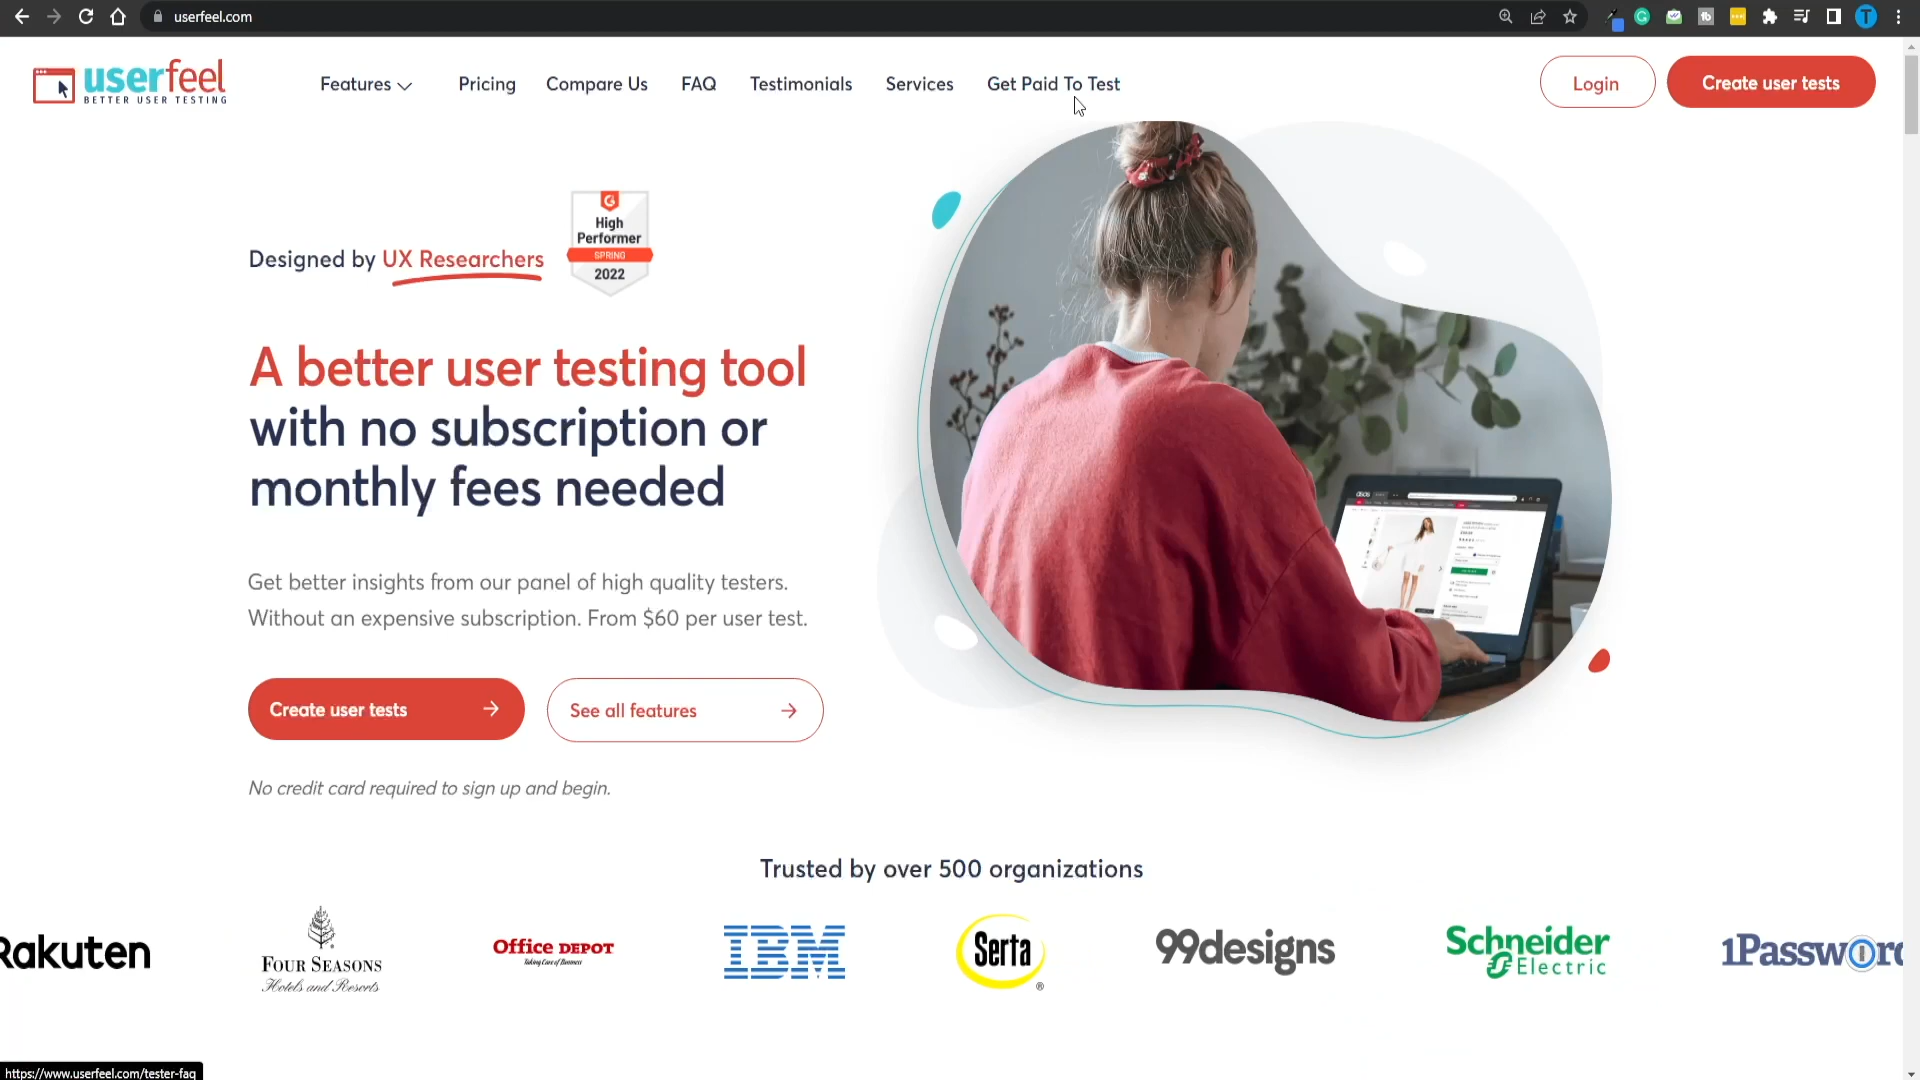 userfeel.com
userfeel
BETTER USER TESTING
Features
Pricing
Compare Us
FAQ
Testimonials
Services
Get Paid To Test
Login
Create user tests
Designed by UX Researchers
High
Performer
SPRING
2022
A better user testing tool
with no subscription or
monthly fees needed
Get better insights from our panel of high quality testers.
Without an expensive subscription. From $60 per user test.
Create user tests
See all features
No credit card required to sign up and begin.
Trusted by over 500 organizations
Rakuten
FOUR SEASONS
Hotels and Resorts
Office DEPOT
Taking Care of Business
IBM
Serta
®
99designs
Schneider
Electric
1Password
https://www.userfeel.com/tester-faq